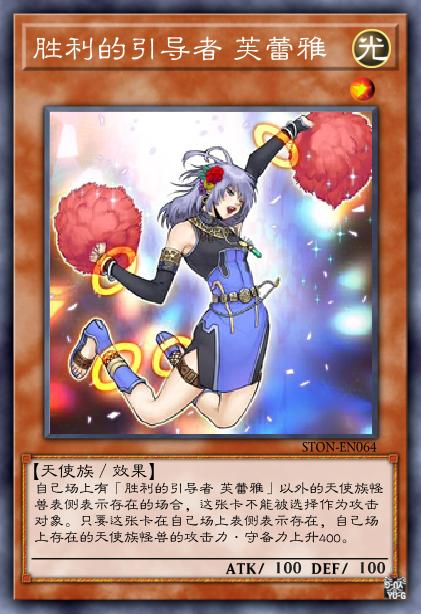 胜利的引导者 芙蕾雅
光
STON-EN064
【天使族 / 效果】
自己场上有「胜利的引导者 芙蕾雅」以外的天使族怪
兽表侧表示存在的场合，这张卡不能被选择作为攻击
对象。只要这张卡在自己场上表侧表示存在，自己场
上存在的天使族怪兽的攻击力·守备力上升400。
ATK/ 100 DEF/ 100